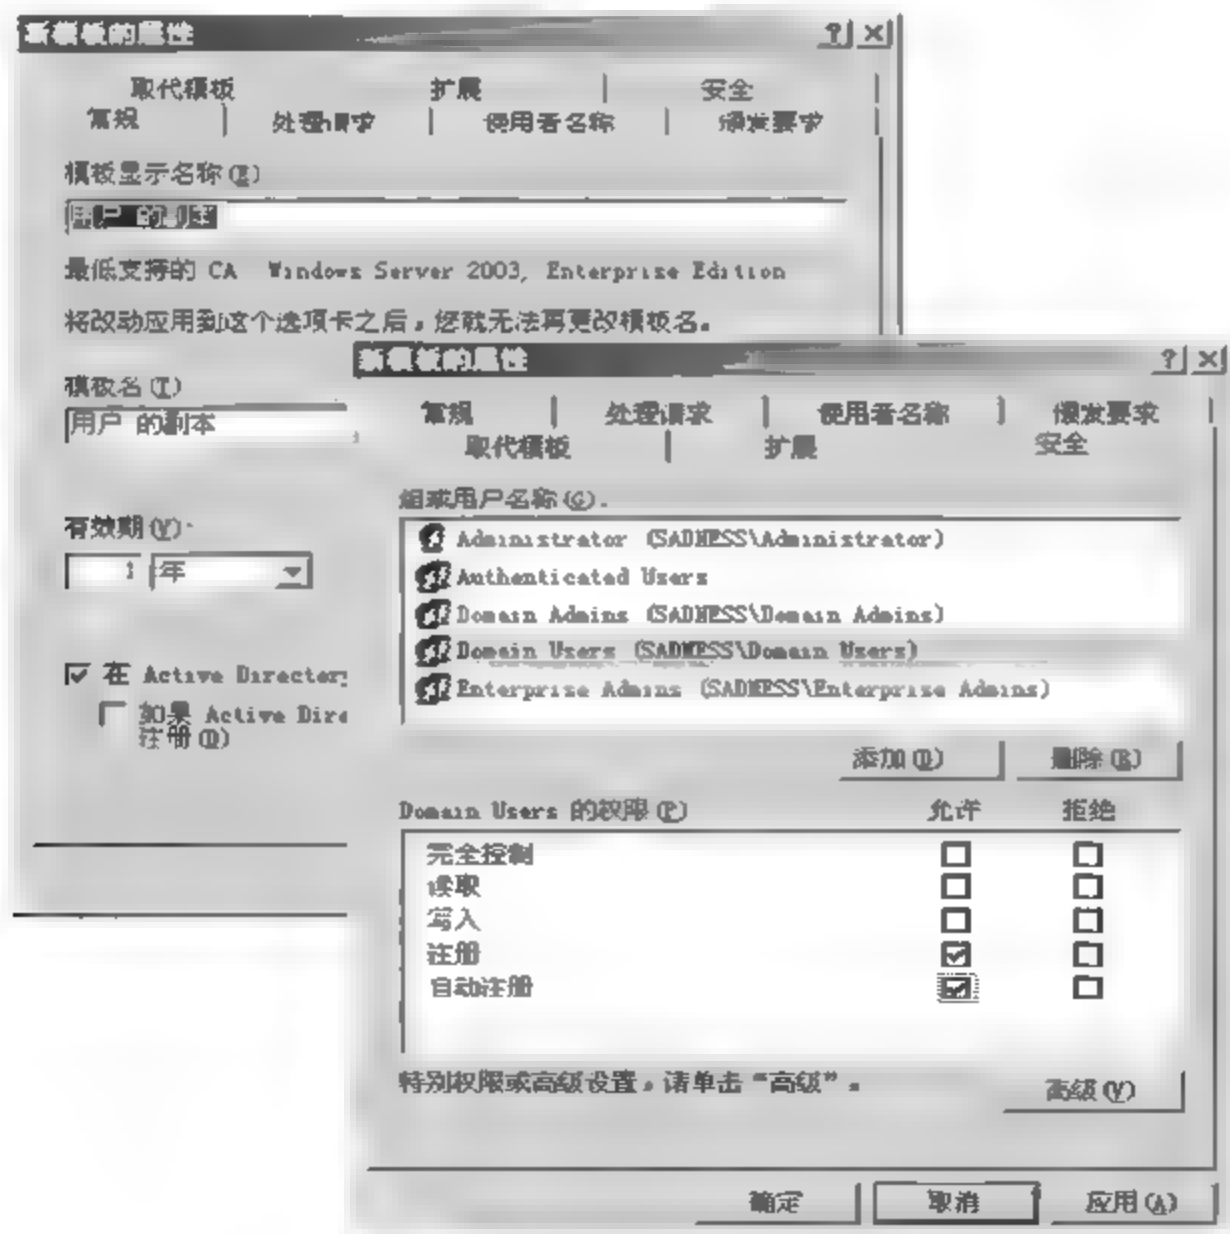 新模板的属性
取代模板 扩展 安全
常规 处理请求 使用者名称 颁发要求
模板显示名称(E)
用户 的副本
最低支持的 CA Windows Server 2003, Enterprise Edition
将改动应用到这个选项卡之后，您就无法再更改模板名。
模板名(T)
用户 的副本
有效期(V):
1 年
在 Active Directory
如果 Active Dire
注册(D)
新模板的属性
常规 处理请求 使用者名称 颁发要求
取代模板 扩展 安全
组或用户名称(G).
Administrator (SADNESS\Administrator)
Authenticated Users
Domain Admins (SADNESS\Domain Admins)
Domain Users (SADNESS\Domain Users)
Enterprise Admins (SADNESS\Enterprise Admins)
添加(D) 删除(R)
Domain Users 的权限(P) 允许 拒绝
完全控制
读取
写入
注册
自动注册
特别权限或高级设置，请单击“高级”。
高级(V)
确定 取消 应用(A)